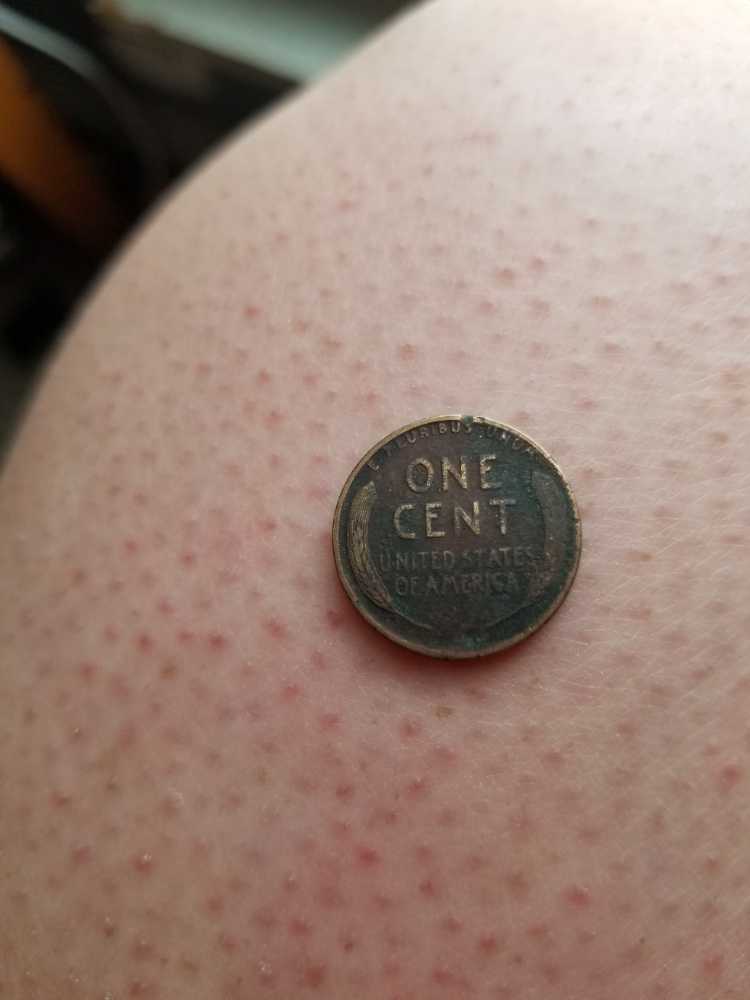 E PLURIBUS UNUM
ONE
CENT
UNITED STATES
OF AMERICA